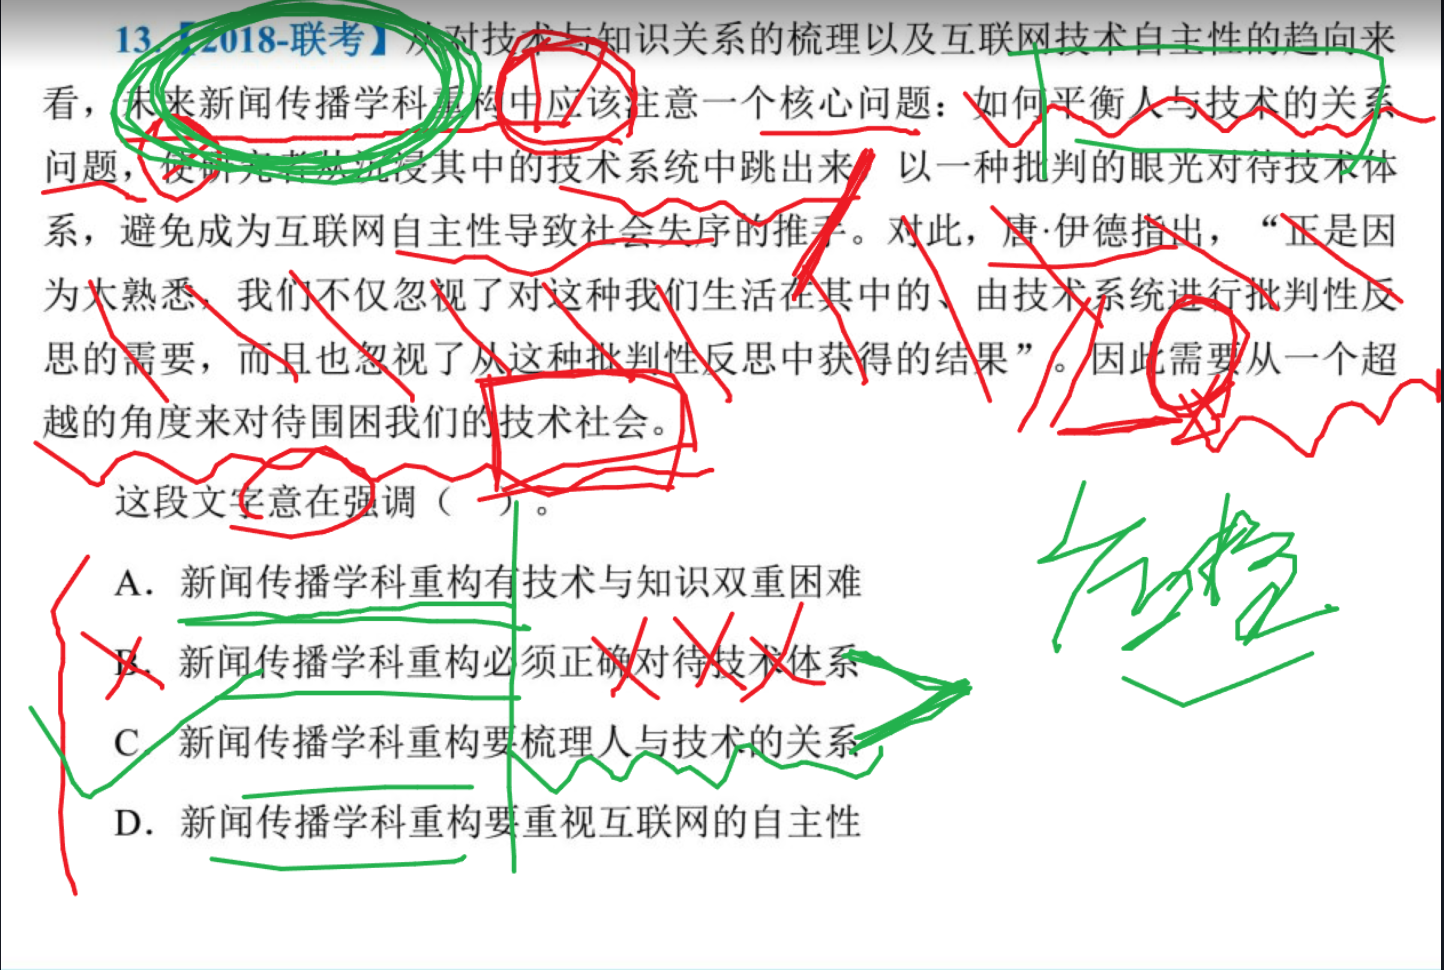 13.【2018-联考】从对技术与知识关系的梳理以及互联网技术自主性的趋向来
看，未来新闻传播学科重构中应该注意一个核心问题：如何平衡人与技术的关系
问题，使研究者从沉浸其中的技术系统中跳出来，以一种批判的眼光对待技术体
系，避免成为互联网自主性导致社会失序的推手。对此，唐·伊德指出，“正是因
为太熟悉，我们不仅忽视了对这种我们生活在其中的、由技术系统进行批判性反
思的需要，而且也忽视了从这种批判性反思中获得的结果”。因此需要从一个超
越的角度来对待围困我们的技术社会。
这段文字意在强调（ ）。
A．新闻传播学科重构有技术与知识双重困难
B．新闻传播学科重构必须正确对待技术体系
C．新闻传播学科重构要梳理人与技术的关系
D．新闻传播学科重构要重视互联网的自主性